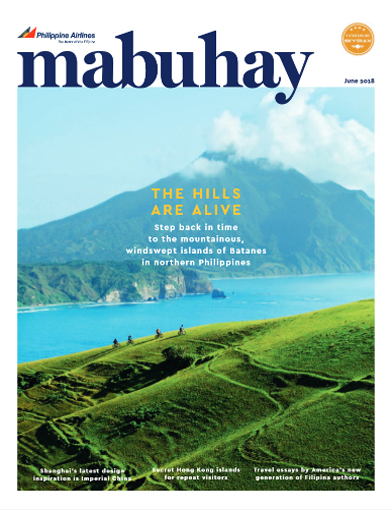 Philippine Airlines
mabuhay
June 2018
THE HILLS
ARE ALIVE
Step back in time
to the mountainous,
windswept islands of Batanes
in northern Philippines
Shanghai's latest design
inspiration is Imperial China
Secret Hong Kong islands
for repeat visitors
Travel essays by America's new
generation of Filipina authors